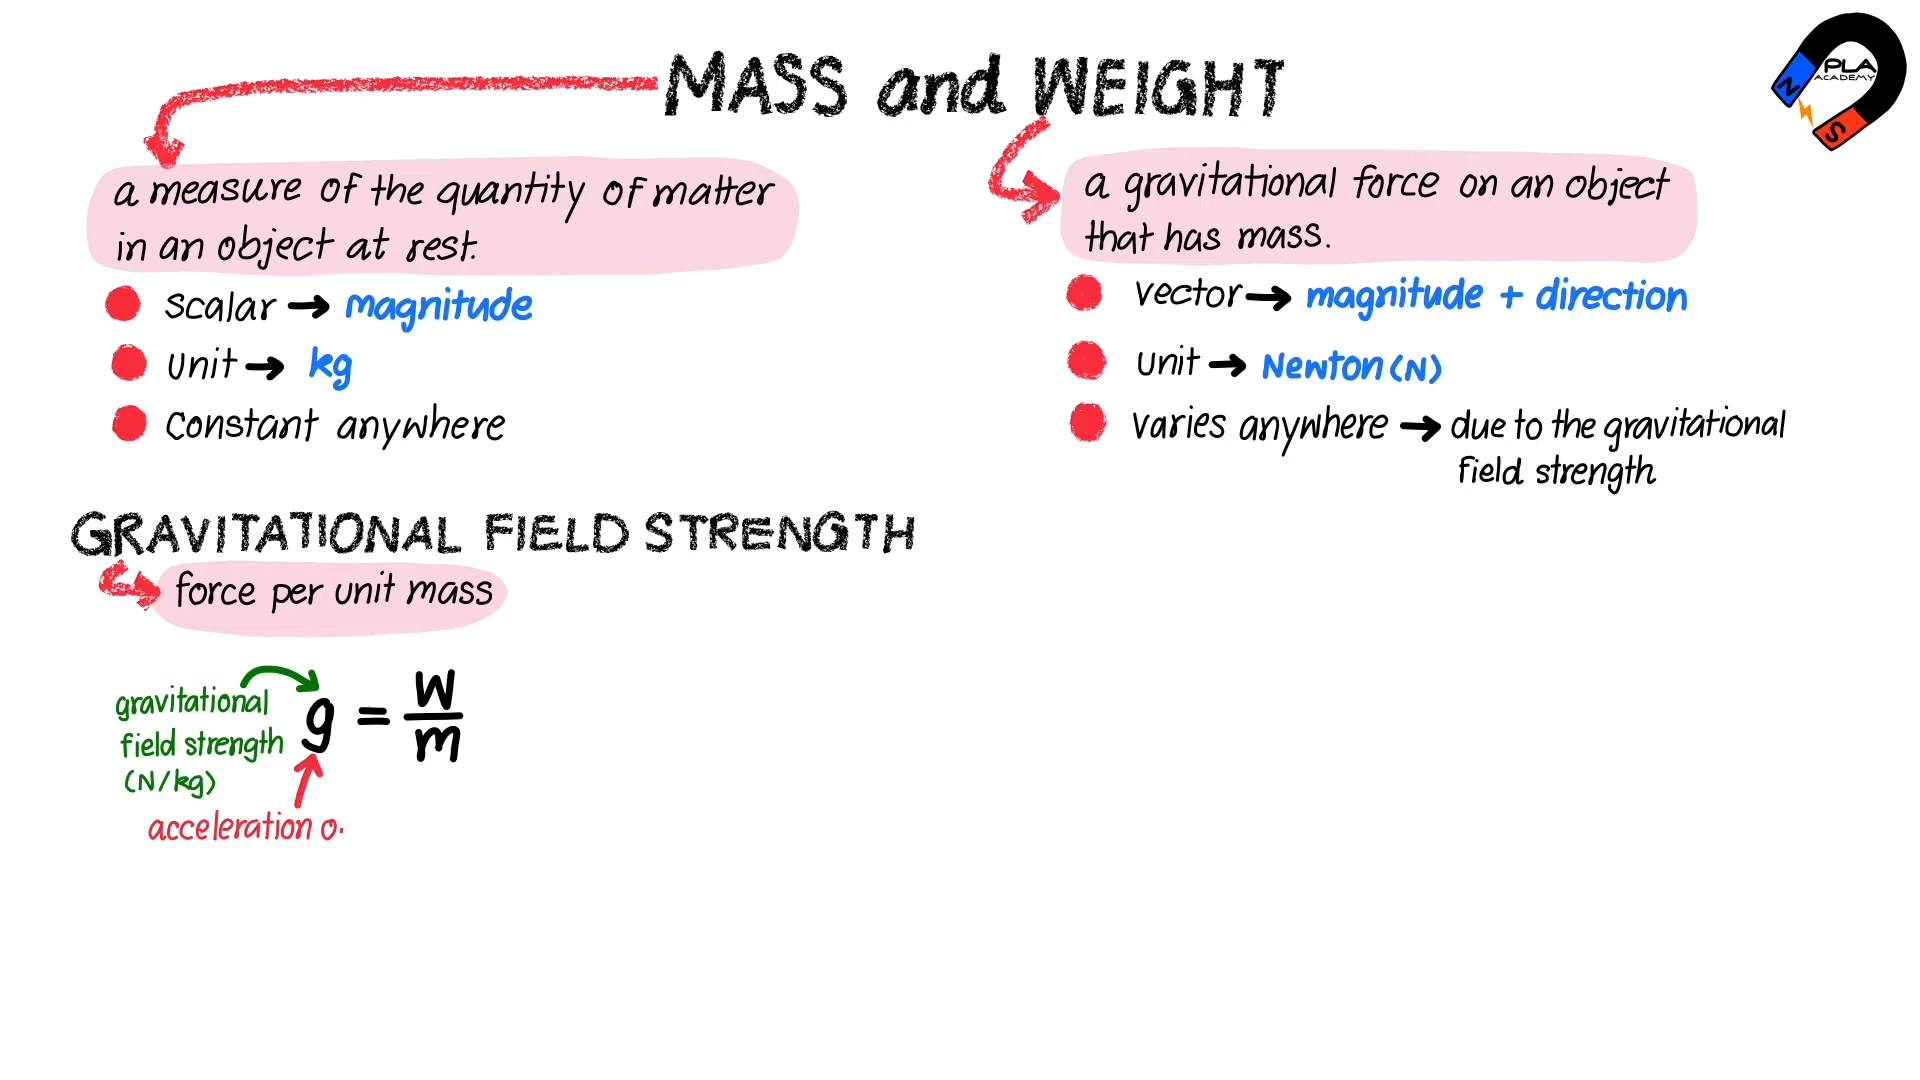 MASS and WEIGHT
PLA
ACADEMY
N
S
a measure of the quantity of matter
in an object at rest.
scalar → magnitude
unit → kg
constant anywhere
a gravitational force on an object
that has mass.
vector → magnitude + direction
unit → Newton (N)
varies anywhere → due to the gravitational
field strength
GRAVITATIONAL FIELD STRENGTH
force per unit mass
gravitational
field strength
(N/kg)
g = W/m
acceleration o